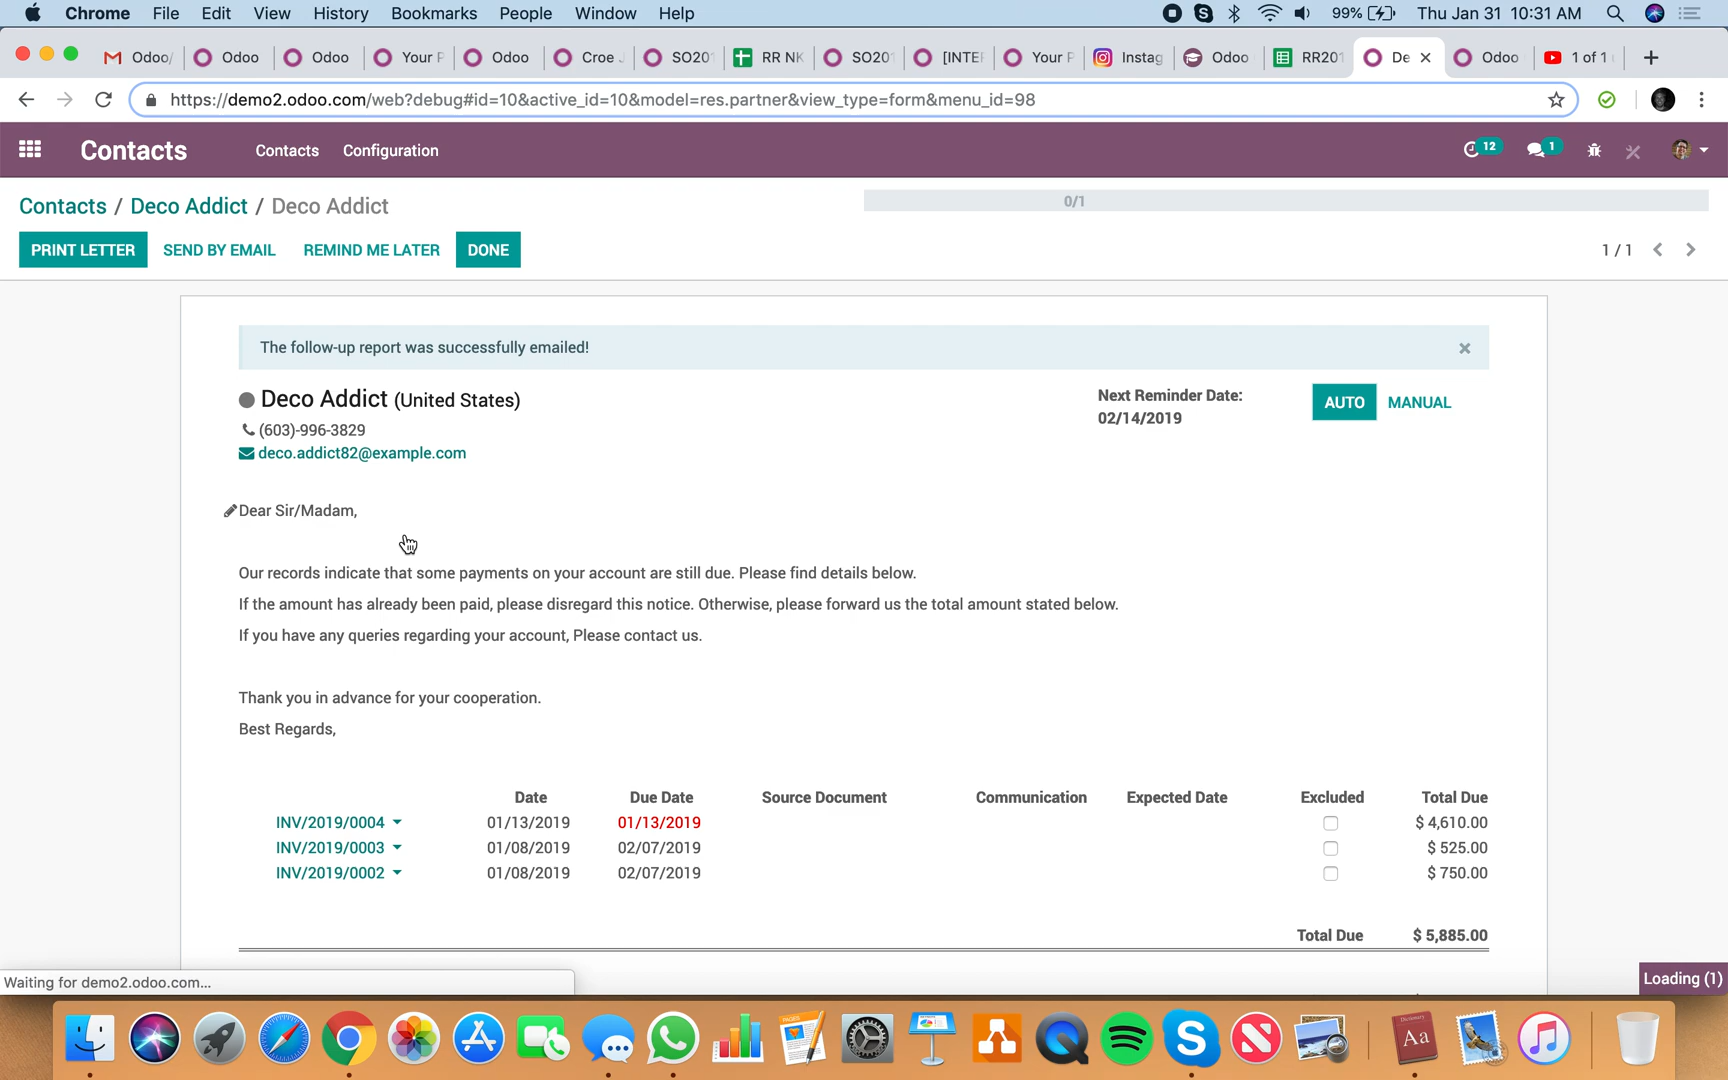 Chrome File Edit View History Bookmarks People Window Help 99% Thu Jan 31 10:31 AM
Odoo/ Odoo Odoo Your P Odoo Croe SO201 RR NK SO201 [INTE Your P Instag Odoo RR201 De Odoo 1 of 1
https://demo2.odoo.com/web?debug#id=10&active_id=10&model=res.partner&view_type=form&menu_id=98
Contacts Contacts Configuration 12 1
Contacts / Deco Addict / Deco Addict 0/1
PRINT LETTER SEND BY EMAIL REMIND ME LATER DONE 1 / 1
The follow-up report was successfully emailed!
Deco Addict (United States) Next Reminder Date: AUTO MANUAL
02/14/2019
(603)-996-3829
deco.addict82@example.com
Dear Sir/Madam,
Our records indicate that some payments on your account are still due. Please find details below.
If the amount has already been paid, please disregard this notice. Otherwise, please forward us the total amount stated below.
If you have any queries regarding your account, Please contact us.
Thank you in advance for your cooperation.
Best Regards,
Date Due Date Source Document Communication Expected Date Excluded Total Due
INV/2019/0004 01/13/2019 01/13/2019 $ 4,610.00
INV/2019/0003 01/08/2019 02/07/2019 $ 525.00
INV/2019/0002 01/08/2019 02/07/2019 $ 750.00
Total Due $ 5,885.00
Waiting for demo2.odoo.com... Loading (1)